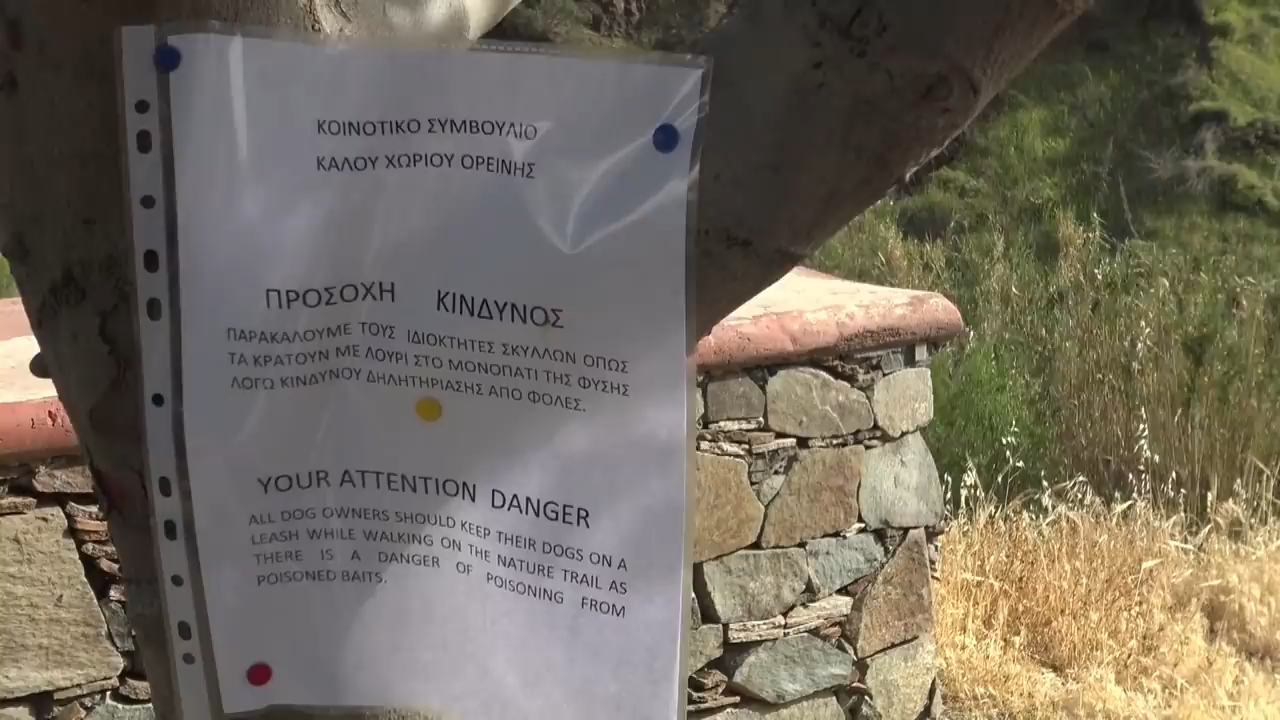 ΚΟΙΝΟΤΙΚΟ ΣΥΜΒΟΥΛΙΟ
ΚΑΛΟΥ ΧΩΡΙΟΥ ΟΡΕΙΝΗΣ
ΠΡΟΣΟΧΗ ΚΙΝΔΥΝΟΣ
ΠΑΡΑΚΑΛΟΥΜΕ ΤΟΥΣ ΙΔΙΟΚΤΗΤΕΣ ΣΚΥΛΛΩΝ ΟΠΩΣ
ΤΑ ΚΡΑΤΟΥΝ ΜΕ ΛΟΥΡΙ ΣΤΟ ΜΟΝΟΠΑΤΙ ΤΗΣ ΦΥΣΗΣ
ΛΟΓΩ ΚΙΝΔΥΝΟΥ ΔΗΛΗΤΗΡΙΑΣΗΣ ΑΠΟ ΦΟΛΕΣ.
YOUR ATTENTION DANGER
ALL DOG OWNERS SHOULD KEEP THEIR DOGS ON A
LEASH WHILE WALKING ON THE NATURE TRAIL AS
THERE IS A DANGER OF POISONING FROM
POISONED BAITS.